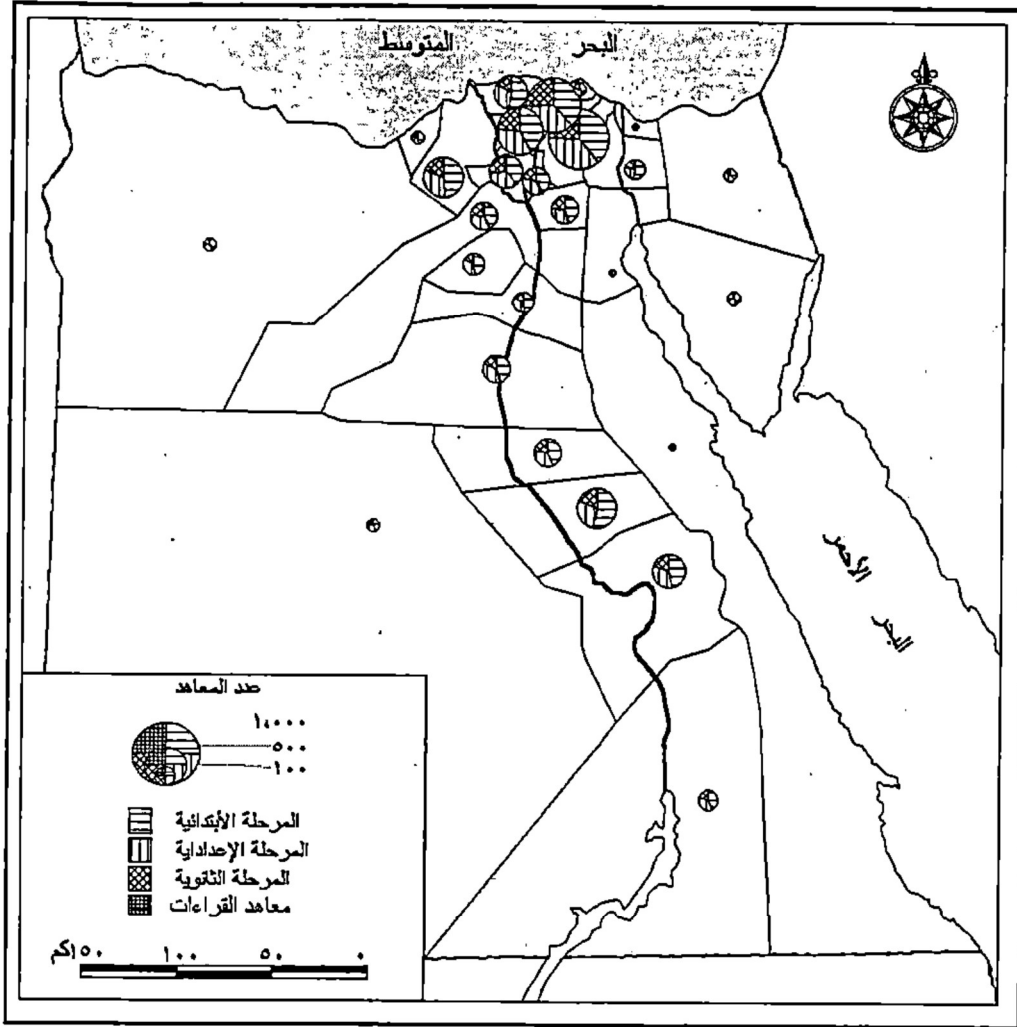 البحر المتوسط
البحر الأحمر
عدد المعاهد
١,٠٠٠
٥٠٠
١٠٠
المرحلة الأبتدائية
المرحلة الإعداداية
المرحلة الثانوية
معاهد القراءات
٠ ٥٠ ١٠٠ ١٥٠كم